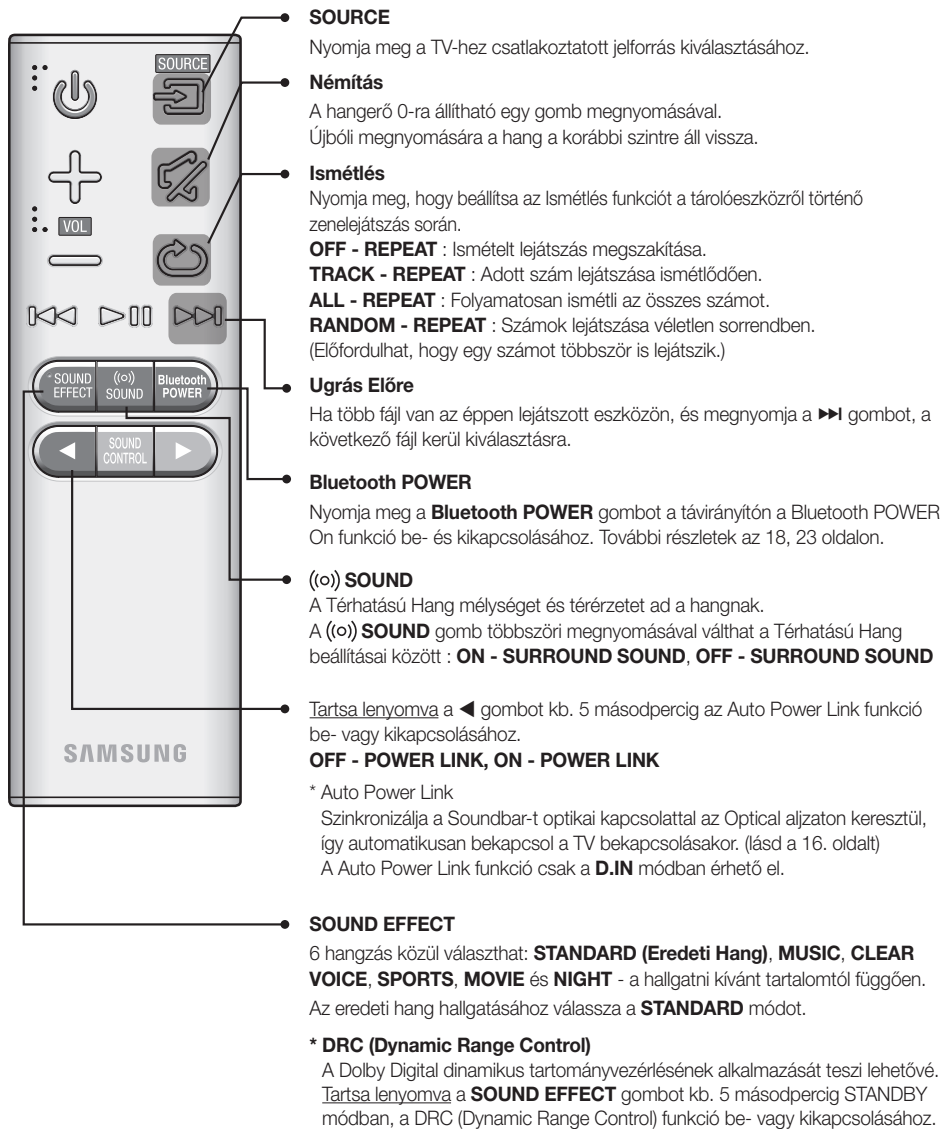 SOURCE
Nyomja meg a TV-hez csatlakoztatott jelforrás kiválasztásához.
Némítás
A hangerő 0-ra állítható egy gomb megnyomásával.
Újbóli megnyomására a hang a korábbi szintre áll vissza.
Ismétlés
Nyomja meg, hogy beállítsa az Ismétlés funkciót a tárolóeszközről történő
zenelejátszás során.
OFF - REPEAT : Ismételt lejátszás megszakítása.
TRACK - REPEAT : Adott szám lejátszása ismétlődően.
ALL - REPEAT : Folyamatosan ismétli az összes számot.
RANDOM - REPEAT : Számok lejátszása véletlen sorrendben.
(Előfordulhat, hogy egy számot többször is lejátszik.)
Ugrás Előre
Ha több fájl van az éppen lejátszott eszközön, és megnyomja a ▶▶I gombot, a
következő fájl kerül kiválasztásra.
Bluetooth POWER
Nyomja meg a Bluetooth POWER gombot a távirányítón a Bluetooth POWER
On funkció be- és kikapcsolásához. További részletek az 18, 23 oldalon.
((o)) SOUND
A Térhatású Hang mélységet és térérzetet ad a hangnak.
A ((o)) SOUND gomb többszöri megnyomásával válthat a Térhatású Hang
beállításai között : ON - SURROUND SOUND, OFF - SURROUND SOUND
Tartsa lenyomva a ◀ gombot kb. 5 másodpercig az Auto Power Link funkció
be- vagy kikapcsolásához.
OFF - POWER LINK, ON - POWER LINK
* Auto Power Link
Szinkronizálja a Soundbar-t optikai kapcsolattal az Optical aljzaton keresztül,
így automatikusan bekapcsol a TV bekapcsolásakor. (lásd a 16. oldalt)
A Auto Power Link funkció csak a D.IN módban érhető el.
SOUND EFFECT
6 hangzás közül választhat: STANDARD (Eredeti Hang), MUSIC, CLEAR
VOICE, SPORTS, MOVIE és NIGHT - a hallgatni kívánt tartalomtól függően.
Az eredeti hang hallgatásához válassza a STANDARD módot.
* DRC (Dynamic Range Control)
A Dolby Digital dinamikus tartományvezérlésének alkalmazását teszi lehetővé.
Tartsa lenyomva a SOUND EFFECT gombot kb. 5 másodpercig STANDBY
módban, a DRC (Dynamic Range Control) funkció be- vagy kikapcsolásához.
SOURCE
VOL
* SOUND
EFFECT
((o))
SOUND
Bluetooth
POWER
SOUND
CONTROL
SAMSUNG